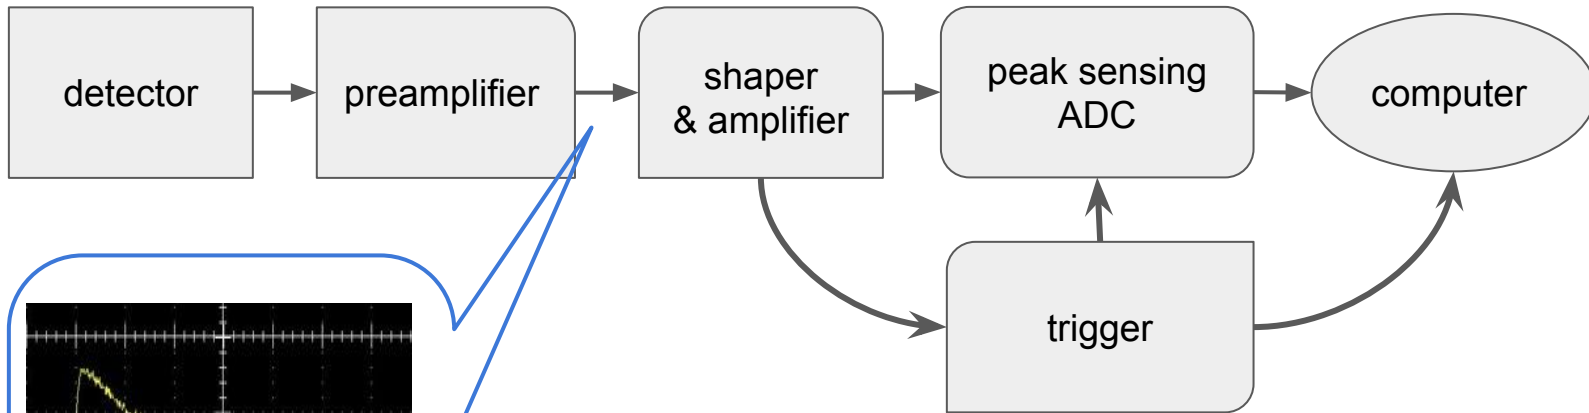 detector
preamplifier
shaper
& amplifier
peak sensing
ADC
computer
trigger